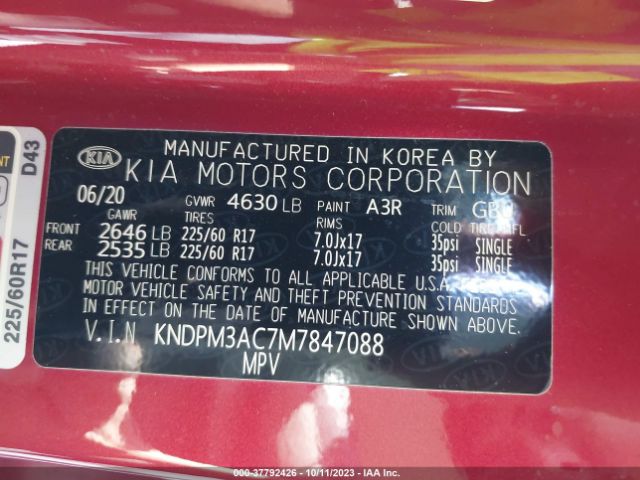 MANUFACTURED IN KOREA BY
KIA KIA MOTORS CORPORATION
06/20 GVWR 4630 LB PAINT A3R TRIM
GAWR TIRES RIMS COLD TIRE
FRONT 2646 LB 225/60 R17 7.0Jx17 35psi SINGLE
REAR 2535 LB 225/60 R17 7.0Jx17 35psi SINGLE
THIS VEHICLE CONFORMS TO ALL APPLICABLE U.S.A.
MOTOR VEHICLE SAFETY AND THEFT PREVENTION STANDARDS
IN EFFECT ON THE DATE OF MANUFACTURE SHOWN ABOVE.
V.I.N KNDPM3AC7M7847088
MPV
D43
225/60R17
00-37792426 - 10/11/2023 - IAA Inc.